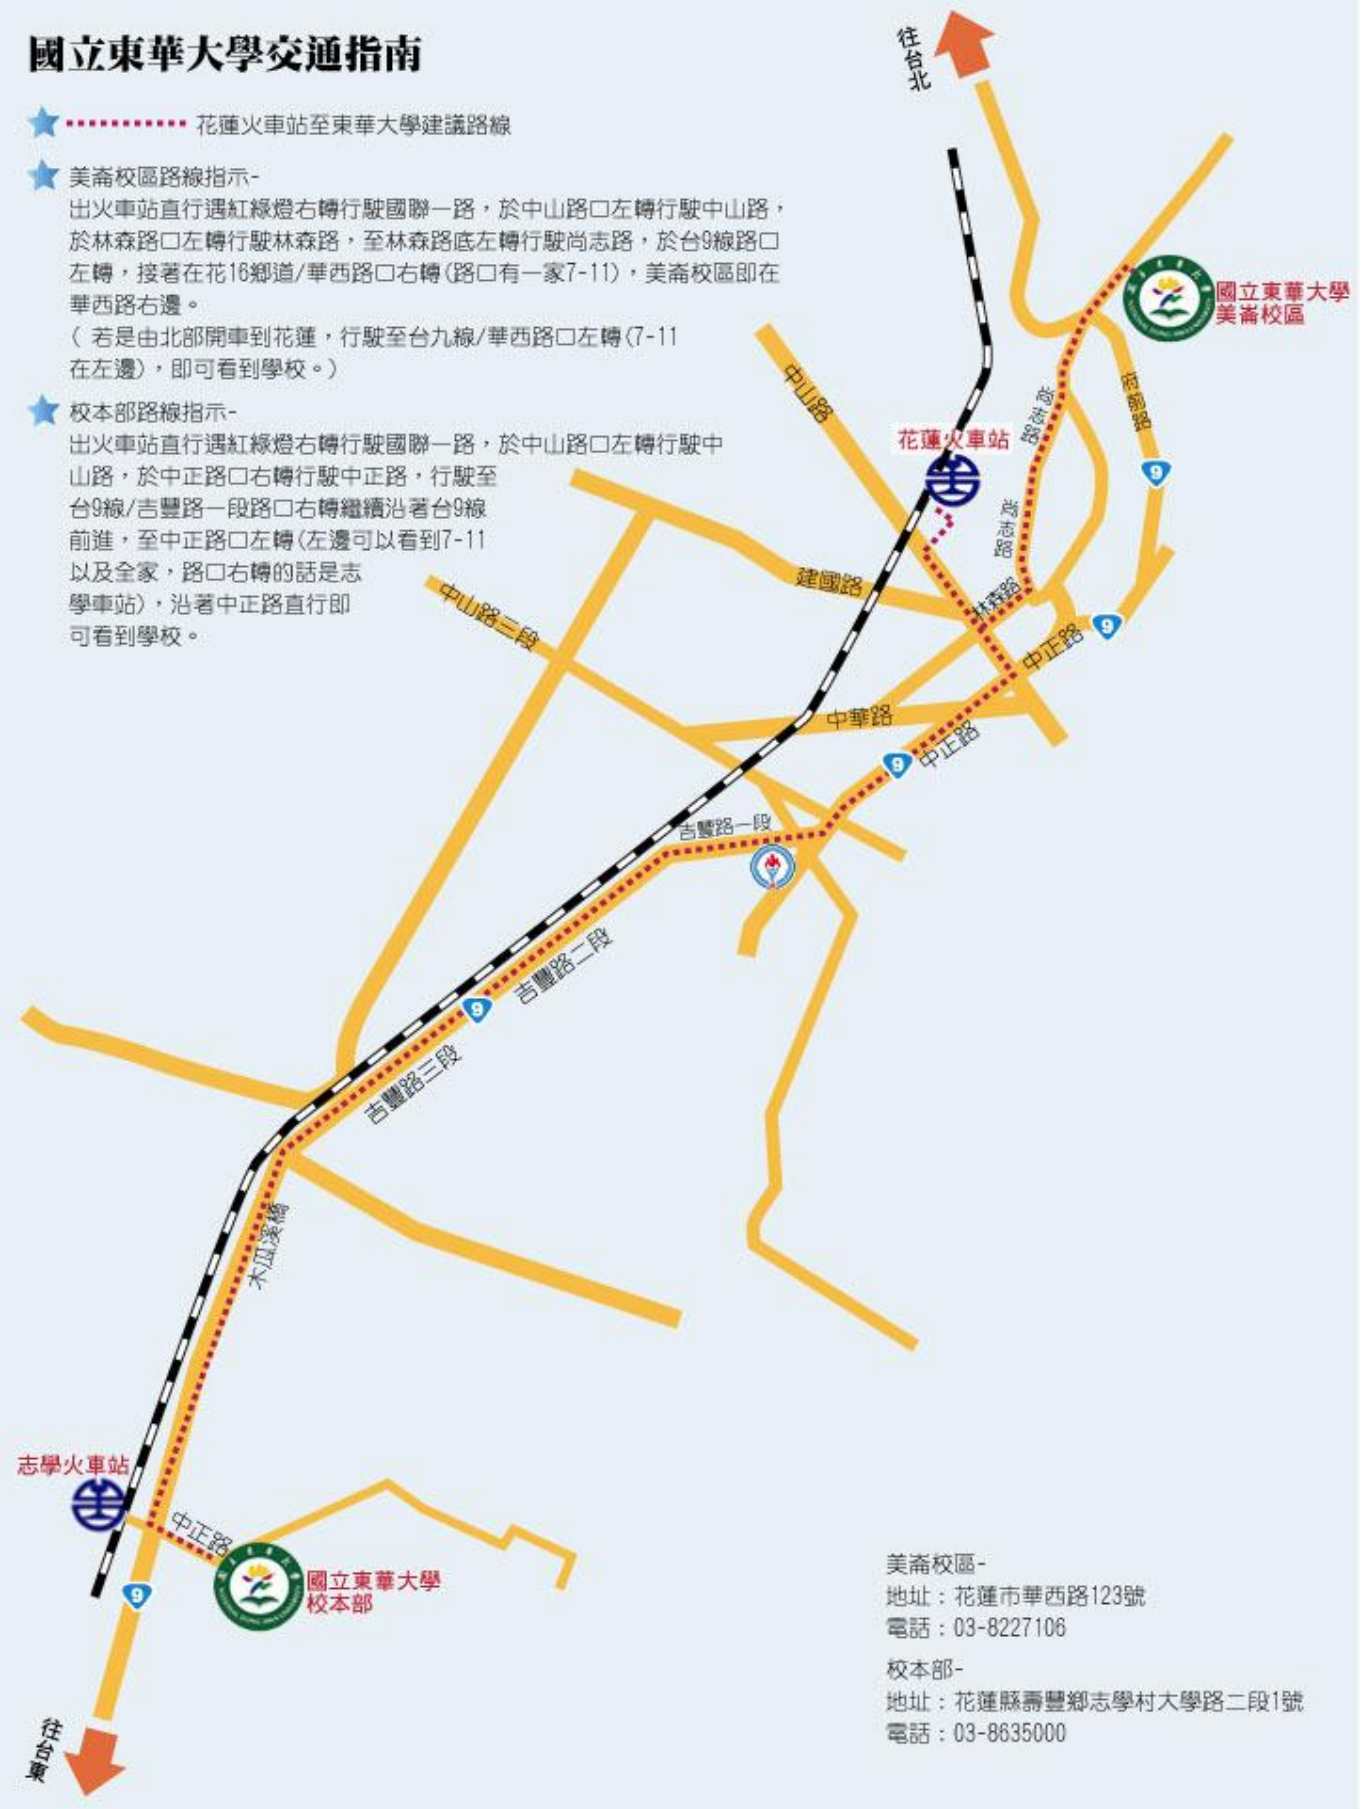 國立東華大學交通指南
花蓮火車站至東華大學建議路線
美崙校區路線指示-
出火車站直行遇紅綠燈右轉行駛國聯一路，於中山路口左轉行駛中山路，
於林森路口左轉行駛林森路，至林森路底左轉行駛尚志路，於台9線路口
左轉，接著在花16鄉道/華西路口右轉(路口有一家7-11)，美崙校區即在
華西路右邊。
( 若是由北部開車到花蓮，行駛至台九線/華西路口左轉(7-11
在左邊)，即可看到學校。)
校本部路線指示-
出火車站直行遇紅綠燈右轉行駛國聯一路，於中山路口左轉行駛中
山路，於中正路口右轉行駛中正路，行駛至
台9線/吉豐路一段路口右轉繼續沿著台9線
前進，至中正路口左轉(左邊可以看到7-11
以及全家，路口右轉的話是志
學車站)，沿著中正路直行即
可看到學校。
往台北
國立東華大學
美崙校區
中山路
府前路
尚志路
花蓮火車站
9
尚志路
建國路
林森路
中山路三段
中正路
9
中華路
9
中正路
吉豐路一段
吉豐路二段
9
吉豐路三段
木瓜溪橋
志學火車站
中正路
國立東華大學
校本部
9
往台東
美崙校區-
地址：花蓮市華西路123號
電話：03-8227106
校本部-
地址：花蓮縣壽豐鄉志學村大學路二段1號
電話：03-8635000